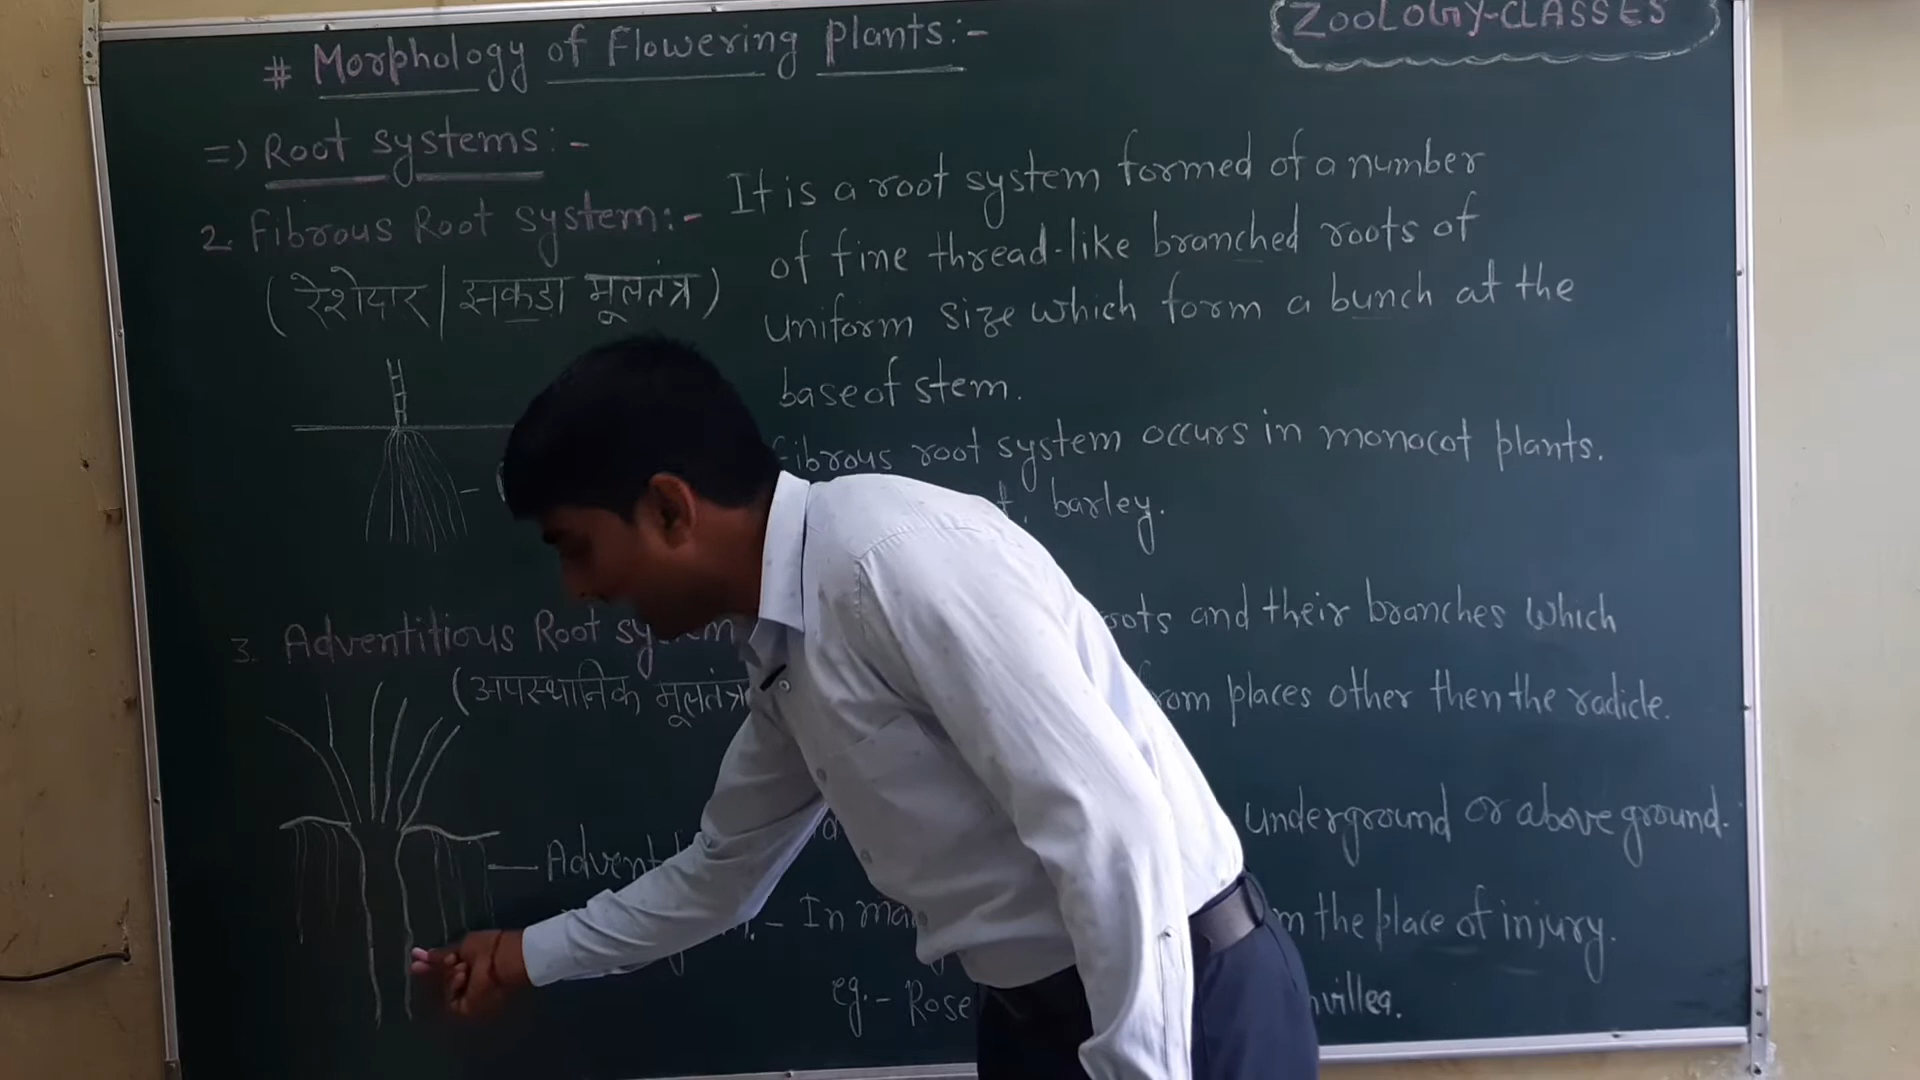 # Morphology of Flowering plants:-
ZOOLOGY-CLASSES
=) Root systems:-
2. Fibrous Root system:- It is a root system formed of a number
of fine thread-like branched roots of
(रेशेदार / झकड़ा मूलतंत्र)
uniform size which form a bunch at the
base of stem.
Fibrous root system occurs in monocot plants.
barley.
3. Adventitious Root system
roots and their branches which
(अपस्थानिक मूलतंत्र
from places other then the radicle.
underground or above ground.
Advent
In ma
the place of injury.
eg.- Rose
villea.